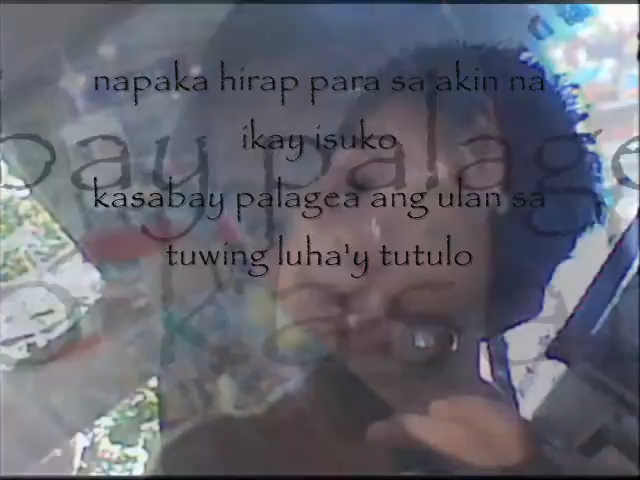 napaka hirap para sa akin na
ikay isuko
kasabay palagea ang ulan sa
tuwing luha'y tutulo